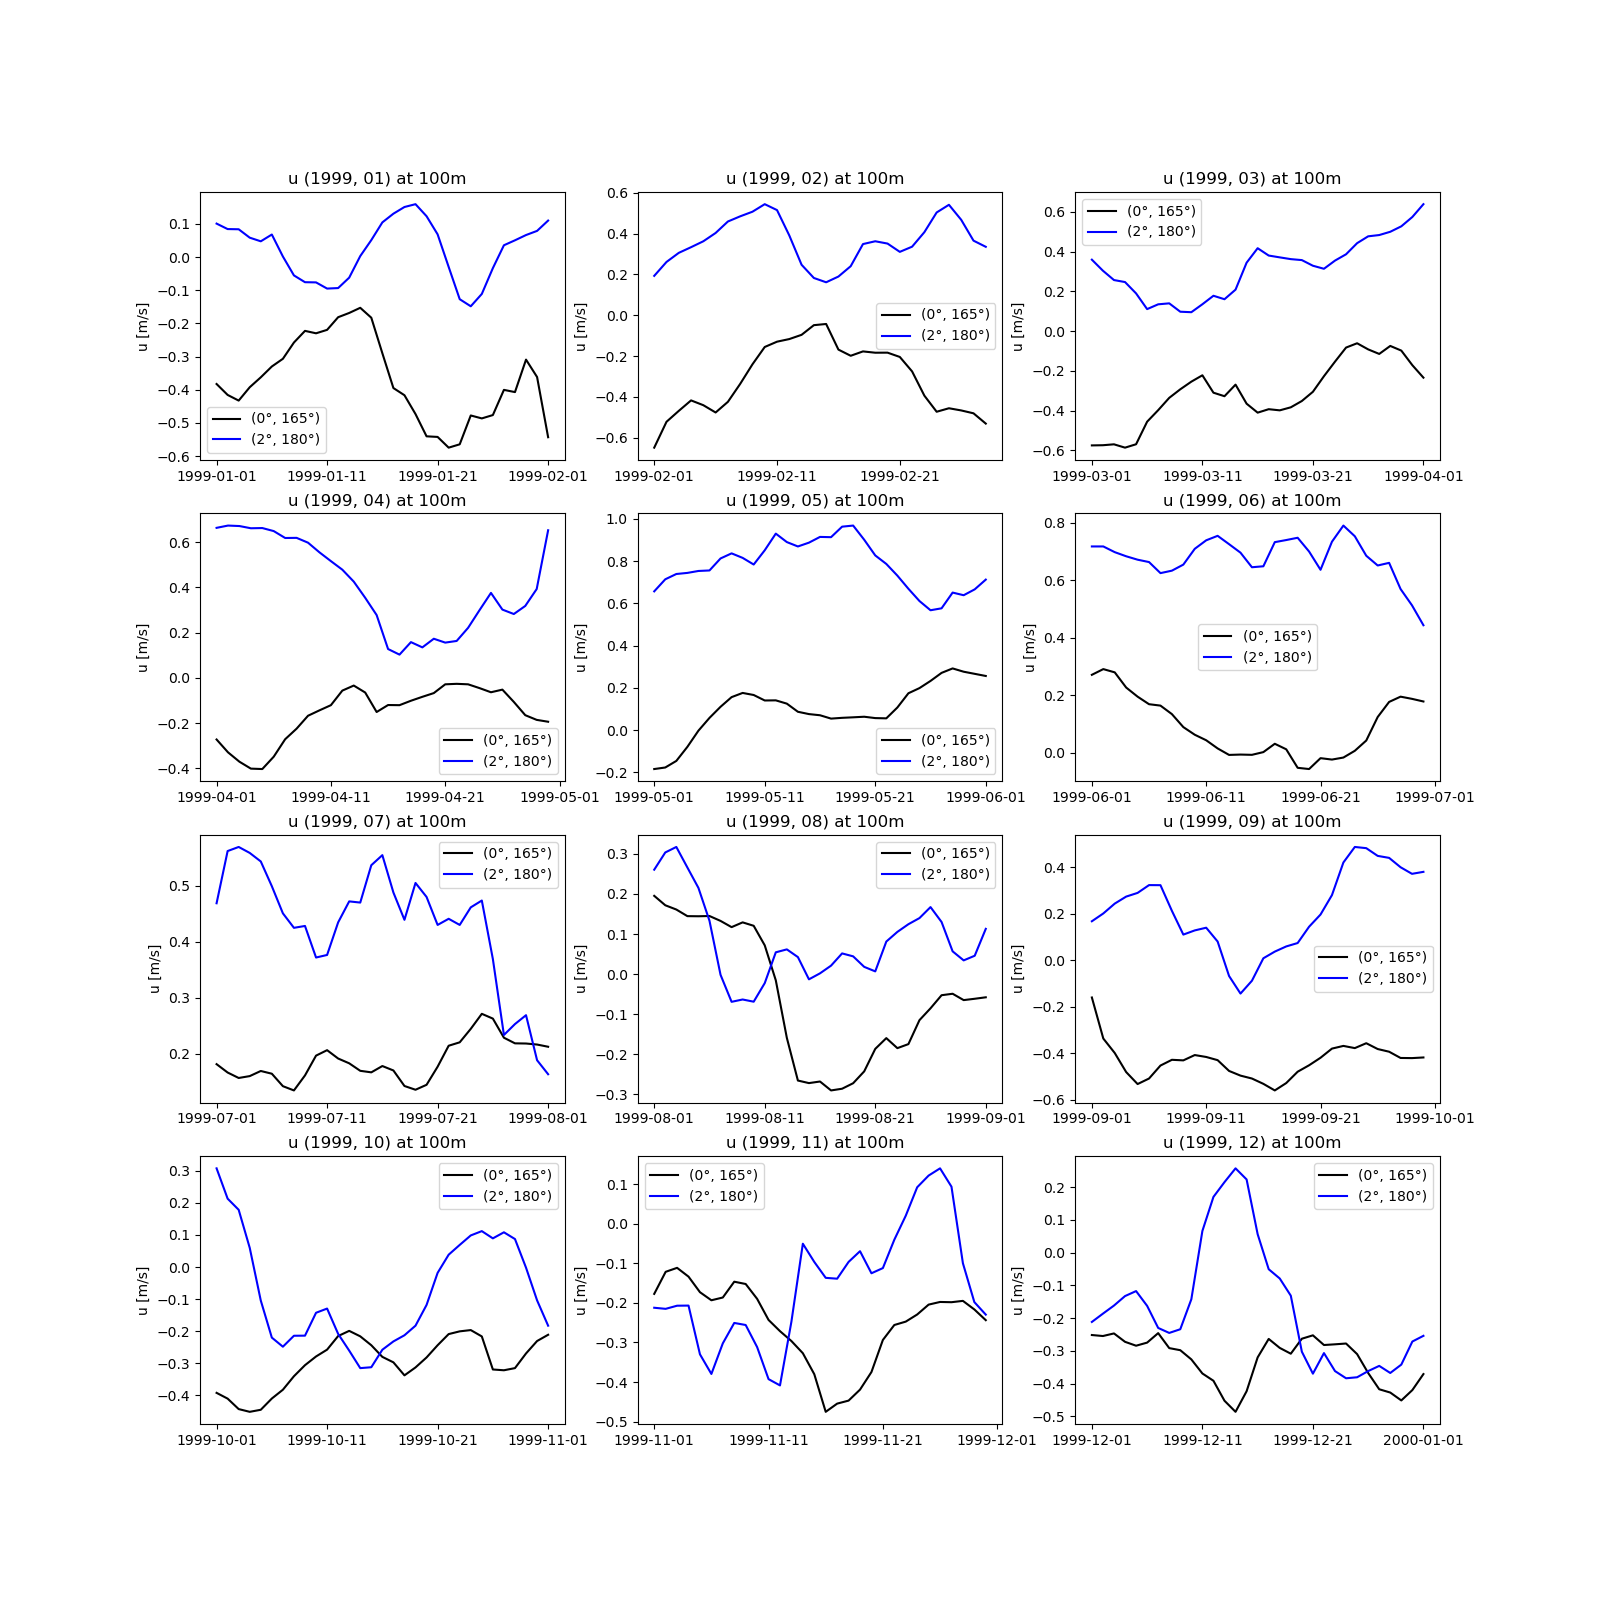 u (1999, 01) at 100m
u [m/s]
0.1
0.0
−0.1
−0.2
−0.3
−0.4
−0.5
−0.6
(0°, 165°)
(2°, 180°)
1999-01-01 1999-01-11 1999-01-21 1999-02-01
u (1999, 02) at 100m
u [m/s]
0.6
0.4
0.2
0.0
−0.2
−0.4
−0.6
(0°, 165°)
(2°, 180°)
1999-02-01 1999-02-11 1999-02-21
u (1999, 03) at 100m
u [m/s]
0.6
0.4
0.2
0.0
−0.2
−0.4
−0.6
(0°, 165°)
(2°, 180°)
1999-03-01 1999-03-11 1999-03-21 1999-04-01
u (1999, 04) at 100m
u [m/s]
0.6
0.4
0.2
0.0
−0.2
−0.4
(0°, 165°)
(2°, 180°)
1999-04-01 1999-04-11 1999-04-21 1999-05-01
u (1999, 05) at 100m
u [m/s]
1.0
0.8
0.6
0.4
0.2
0.0
−0.2
(0°, 165°)
(2°, 180°)
1999-05-01 1999-05-11 1999-05-21 1999-06-01
u (1999, 06) at 100m
u [m/s]
0.8
0.6
0.4
0.2
0.0
(0°, 165°)
(2°, 180°)
1999-06-01 1999-06-11 1999-06-21 1999-07-01
u (1999, 07) at 100m
u [m/s]
0.5
0.4
0.3
0.2
(0°, 165°)
(2°, 180°)
1999-07-01 1999-07-11 1999-07-21 1999-08-01
u (1999, 08) at 100m
u [m/s]
0.3
0.2
0.1
0.0
−0.1
−0.2
−0.3
(0°, 165°)
(2°, 180°)
1999-08-01 1999-08-11 1999-08-21 1999-09-01
u (1999, 09) at 100m
u [m/s]
0.4
0.2
0.0
−0.2
−0.4
−0.6
(0°, 165°)
(2°, 180°)
1999-09-01 1999-09-11 1999-09-21 1999-10-01
u (1999, 10) at 100m
u [m/s]
0.3
0.2
0.1
0.0
−0.1
−0.2
−0.3
−0.4
(0°, 165°)
(2°, 180°)
1999-10-01 1999-10-11 1999-10-21 1999-11-01
u (1999, 11) at 100m
u [m/s]
0.1
0.0
−0.1
−0.2
−0.3
−0.4
−0.5
(0°, 165°)
(2°, 180°)
1999-11-01 1999-11-11 1999-11-21 1999-12-01
u (1999, 12) at 100m
u [m/s]
0.2
0.1
0.0
−0.1
−0.2
−0.3
−0.4
−0.5
(0°, 165°)
(2°, 180°)
1999-12-01 1999-12-11 1999-12-21 2000-01-01